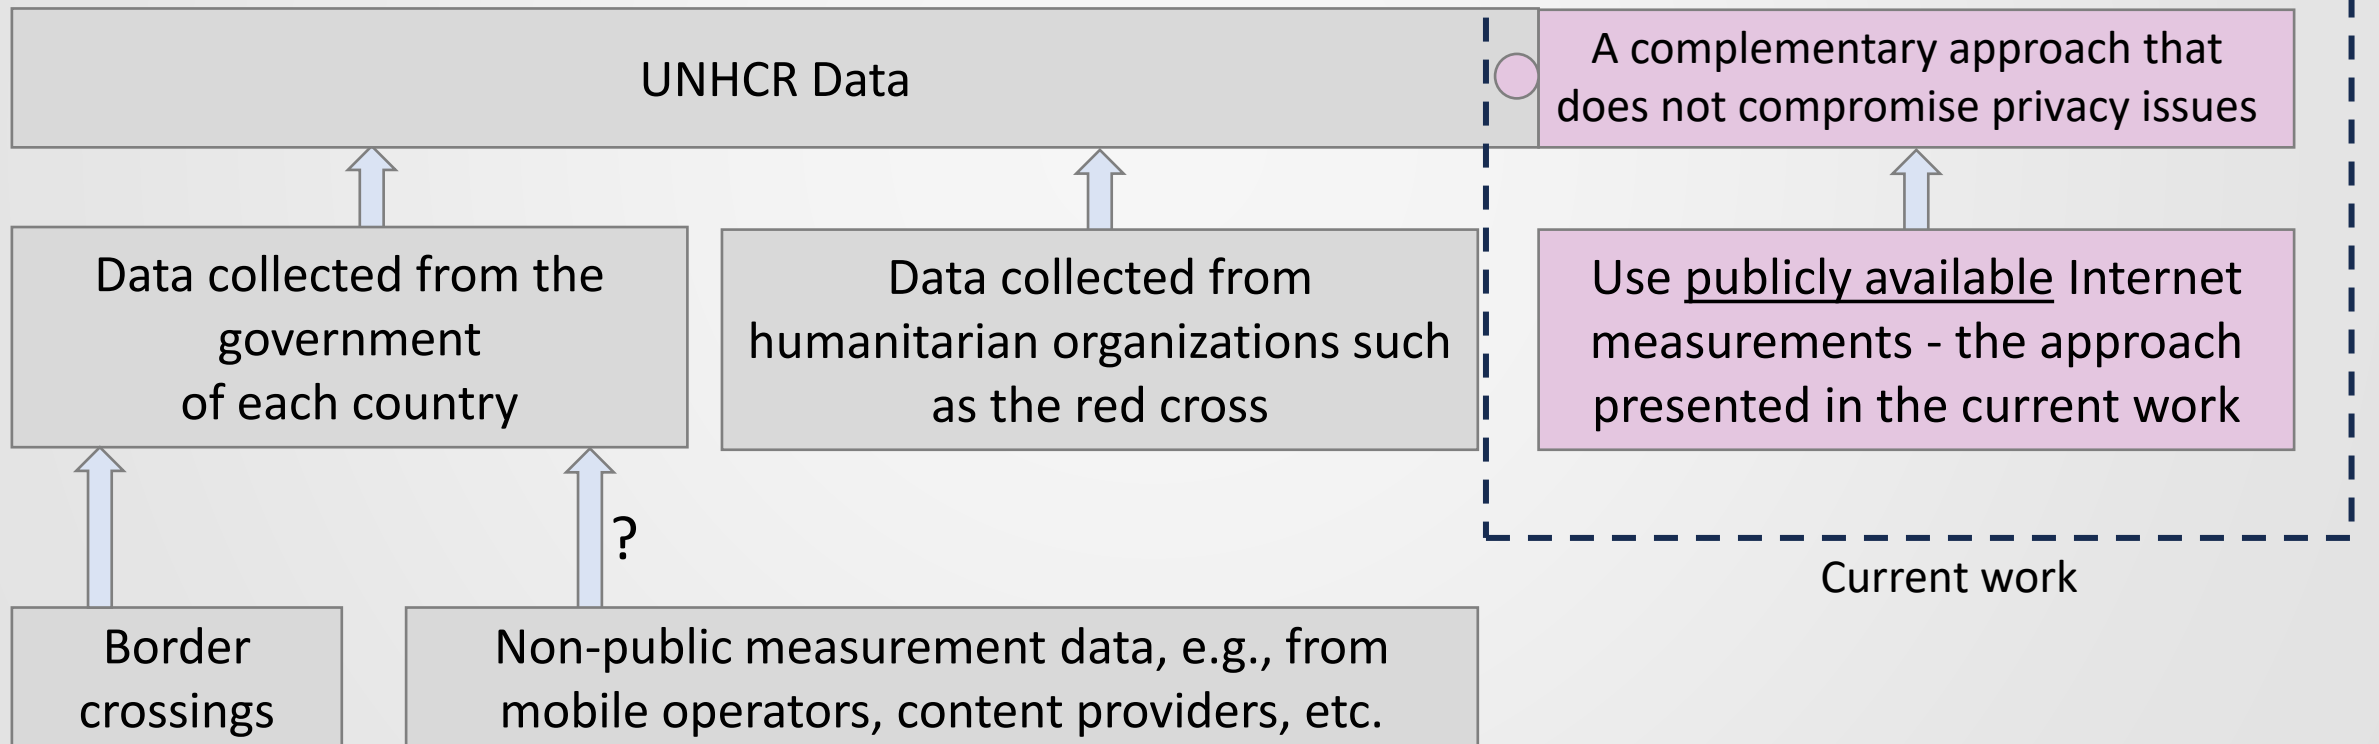 UNHCR Data
A complementary approach that
does not compromise privacy issues
Data collected from the
government
of each country
Data collected from
humanitarian organizations such
as the red cross
Use publicly available Internet
measurements - the approach
presented in the current work
?
Current work
Border
crossings
Non-public measurement data, e.g., from
mobile operators, content providers, etc.